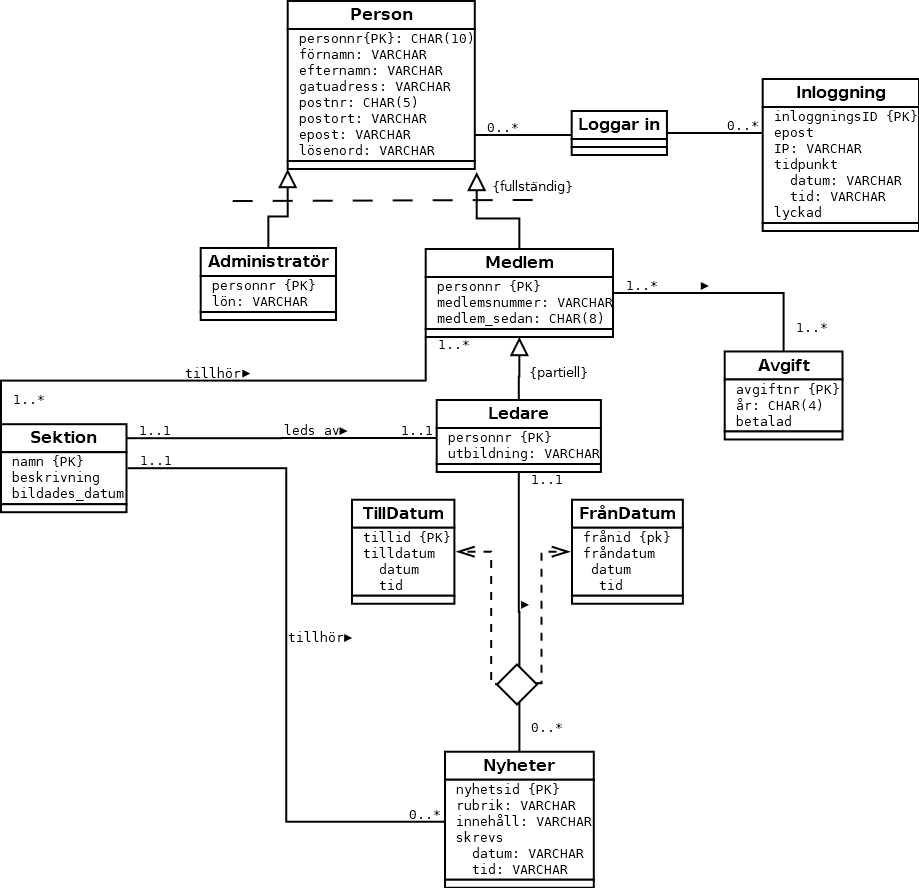 Person
personnr{PK}: CHAR(10)
förnamn: VARCHAR
efternamn: VARCHAR
gatuadress: VARCHAR
postnr: CHAR(5)
postort: VARCHAR
epost: VARCHAR
lösenord: VARCHAR
0..*
Loggar in
0..*
Inloggning
inloggningsID {PK}
epost
IP: VARCHAR
tidpunkt
datum: VARCHAR
tid: VARCHAR
lyckad
{fullständig}
Administratör
personnr {PK}
lön: VARCHAR
Medlem
personnr {PK}
medlemsnummer: VARCHAR
medlem_sedan: CHAR(8)
1..*
1..*
Avgift
avgiftnr {PK}
år: CHAR(4)
betalad
1..*
tillhör
1..*
{partiell}
Sektion
namn {PK}
beskrivning
bildades_datum
1..1
leds av
1..1
Ledare
personnr {PK}
utbildning: VARCHAR
1..1
1..1
TillDatum
tillid {PK}
tilldatum
datum
tid
FrånDatum
frånid {pk}
fråndatum
datum
tid
tillhör
0..*
0..*
Nyheter
nyhetsid {PK}
rubrik: VARCHAR
innehåll: VARCHAR
skrevs
datum: VARCHAR
tid: VARCHAR